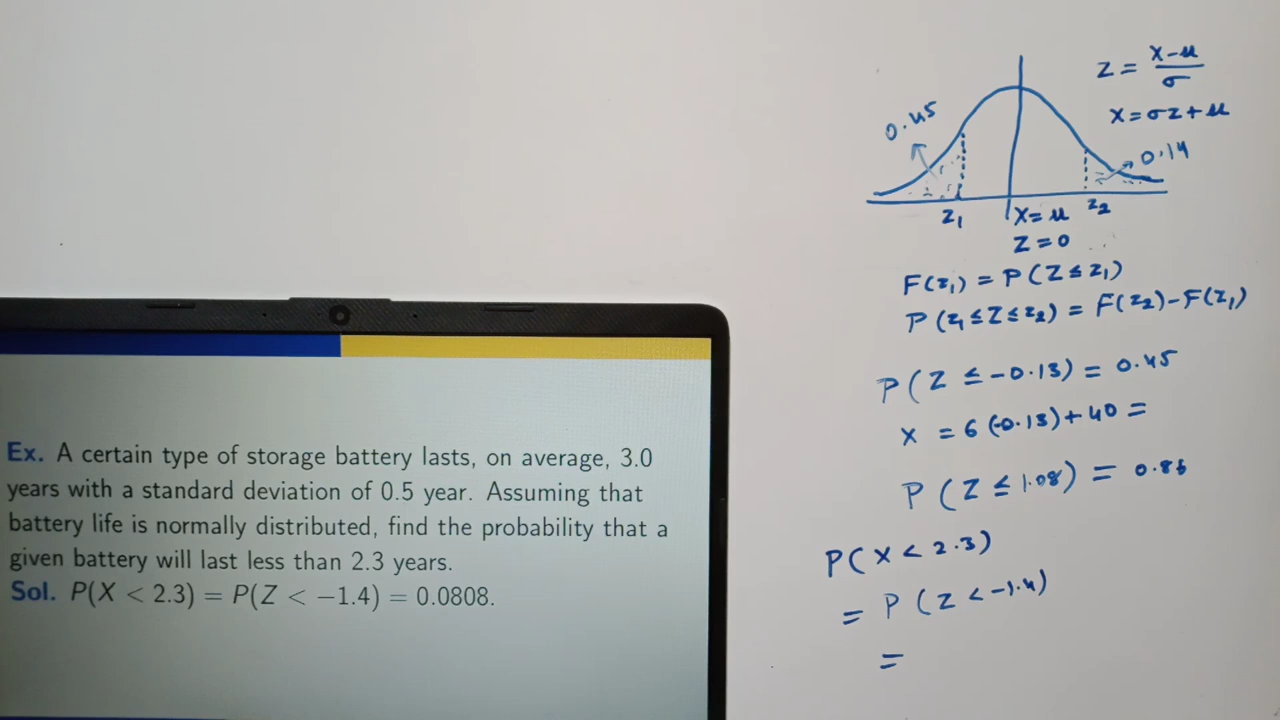 Ex. A certain type of storage battery lasts, on average, 3.0
years with a standard deviation of 0.5 year. Assuming that
battery life is normally distributed, find the probability that a
given battery will last less than 2.3 years.
Sol. P(X < 2.3) = P(Z < −1.4) = 0.0808.
Z = X-μ/σ
X = σZ + μ
0.45
0.14
z₁
X = μ
z₂
Z = 0
F(z₁) = P(Z ≤ z₁)
P(z₁ ≤ Z ≤ z₂) = F(z₂) - F(z₁)
P(Z ≤ -0.13) = 0.45
X = 6(-0.13) + 40 =
P(Z ≤ 1.08) = 0.86
P(X < 2.3)
= P(Z < -1.4)
=